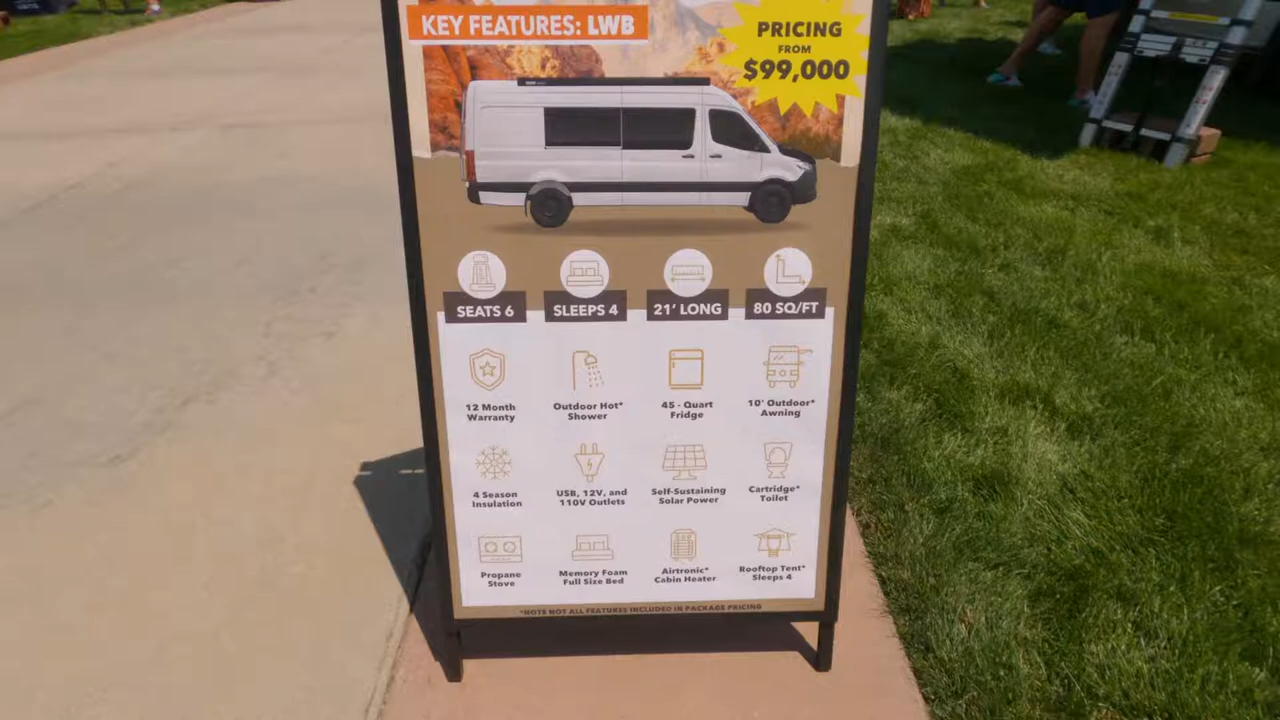 KEY FEATURES: LWB
PRICING
FROM
$99,000
SEATS 6
SLEEPS 4
21' LONG
80 SQ/FT
12 Month
Warranty
Outdoor Hot*
Shower
45 - Quart
Fridge
10' Outdoor*
Awning
4 Season
Insulation
USB, 12V, and
110V Outlets
Self-Sustaining
Solar Power
Cartridge*
Toilet
Propane
Stove
Memory Foam
Full Size Bed
Airtronic*
Cabin Heater
Rooftop Tent*
Sleeps 4
*NOTE NOT ALL FEATURES INCLUDED IN PACKAGE PRICING